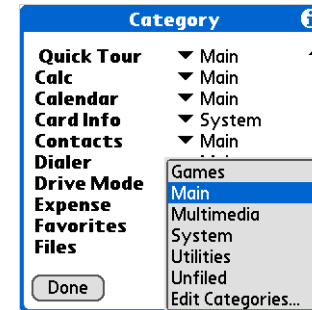 Category
Quick Tour Main
Calc Main
Calendar Main
Card Info System
Contacts Main
Dialer
Drive Mode
Expense
Favorites
Files
Games
Main
Multimedia
System
Utilities
Unfiled
Edit Categories...
Done